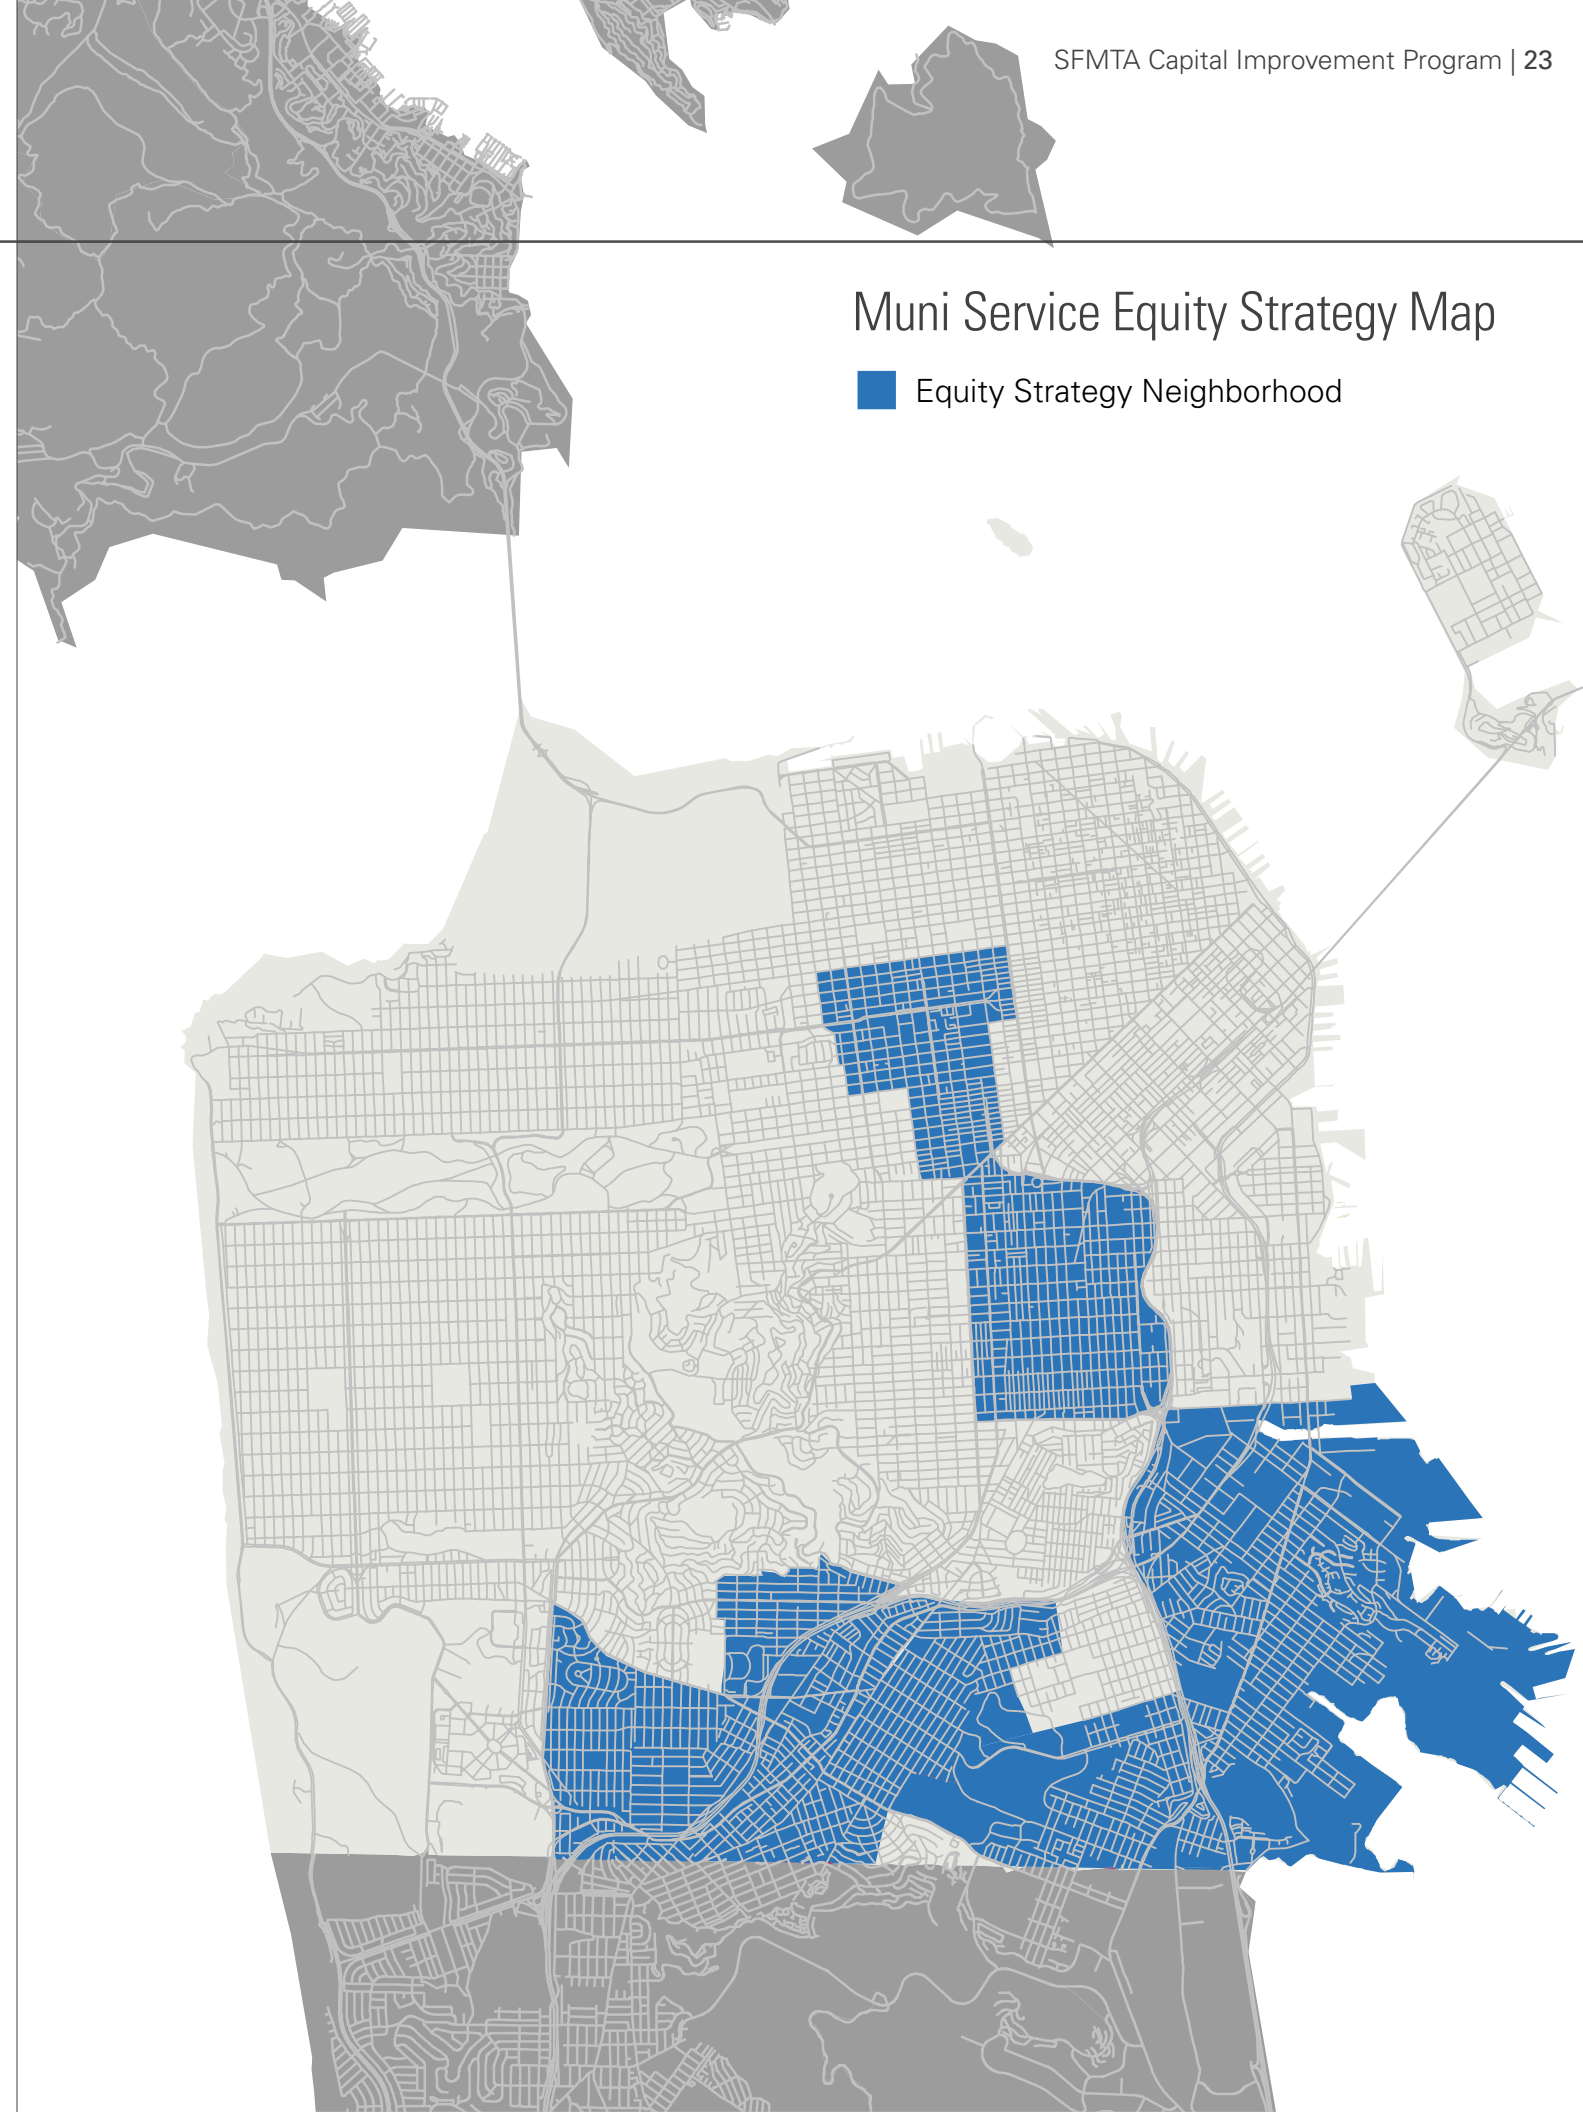 SFMTA Capital Improvement Program | 23
Muni Service Equity Strategy Map
Equity Strategy Neighborhood